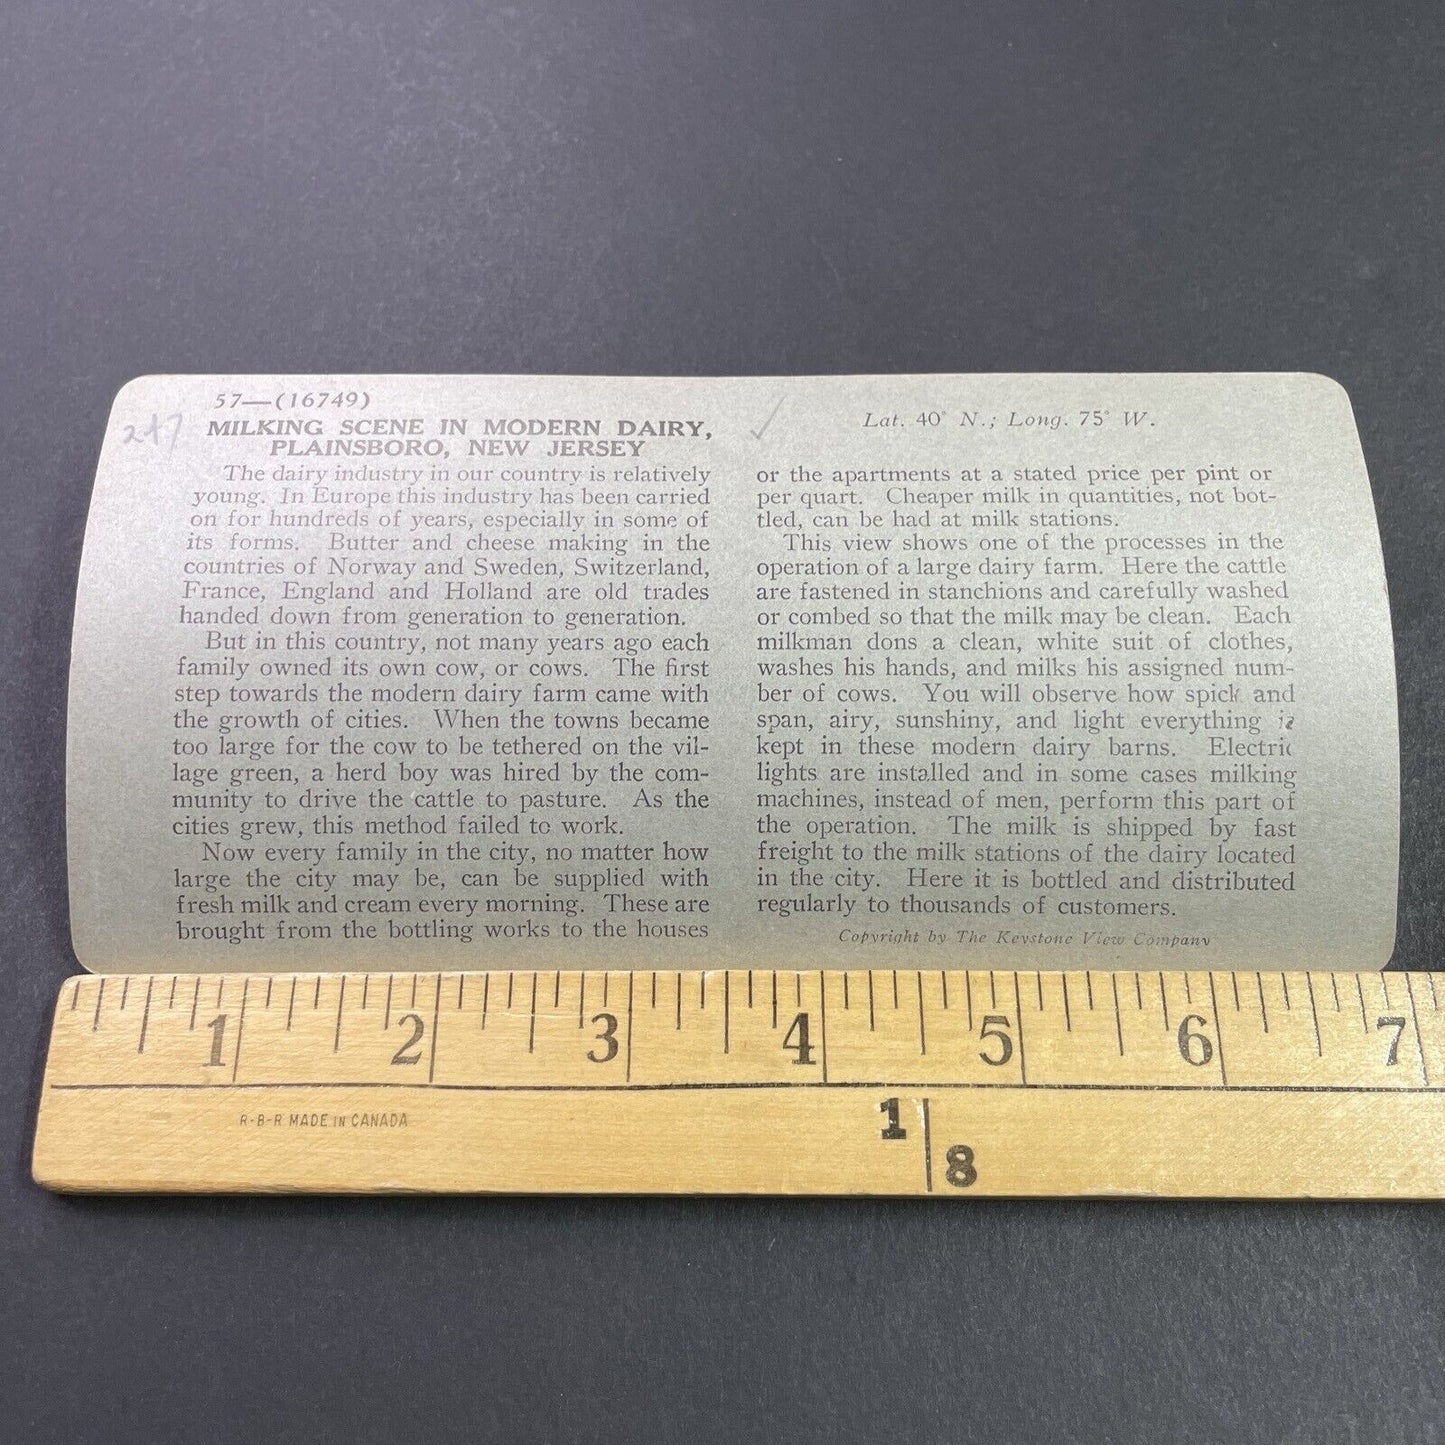 57—(16749)
MILKING SCENE IN MODERN DAIRY,
PLAINSBORO, NEW JERSEY
The dairy industry in our country is relatively
young. In Europe this industry has been carried
on for hundreds of years, especially in some of
its forms. Butter and cheese making in the
countries of Norway and Sweden, Switzerland,
France, England and Holland are old trades
handed down from generation to generation.
But in this country, not many years ago each
family owned its own cow, or cows. The first
step towards the modern dairy farm came with
the growth of cities. When the towns became
too large for the cow to be tethered on the vil-
lage green, a herd boy was hired by the com-
munity to drive the cattle to pasture. As the
cities grew, this method failed to work.
Now every family in the city, no matter how
large the city may be, can be supplied with
fresh milk and cream every morning. These are
brought from the bottling works to the houses
Lat. 40° N.; Long. 75° W.
or the apartments at a stated price per pint or
per quart. Cheaper milk in quantities, not bot-
tled, can be had at milk stations.
This view shows one of the processes in the
operation of a large dairy farm. Here the cattle
are fastened in stanchions and carefully washed
or combed so that the milk may be clean. Each
milkman dons a clean, white suit of clothes,
washes his hands, and milks his assigned num-
ber of cows. You will observe how spick and
span, airy, sunshiny, and light everything is
kept in these modern dairy barns. Electric
lights are installed and in some cases milking
machines, instead of men, perform this part of
the operation. The milk is shipped by fast
freight to the milk stations of the dairy located
in the city. Here it is bottled and distributed
regularly to thousands of customers.
Copyright by The Keystone View Company
1 2 3 4 5 6 7
R-B-R MADE IN CANADA
1
8